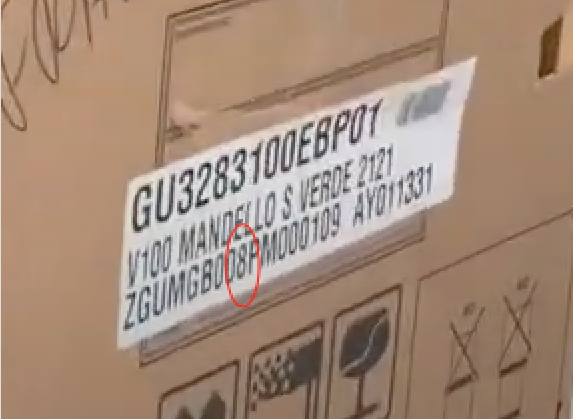 GU3283100EBP01
V100 MANDELLO S VERDE 2121
ZGUMGB008PM000109 AY011331